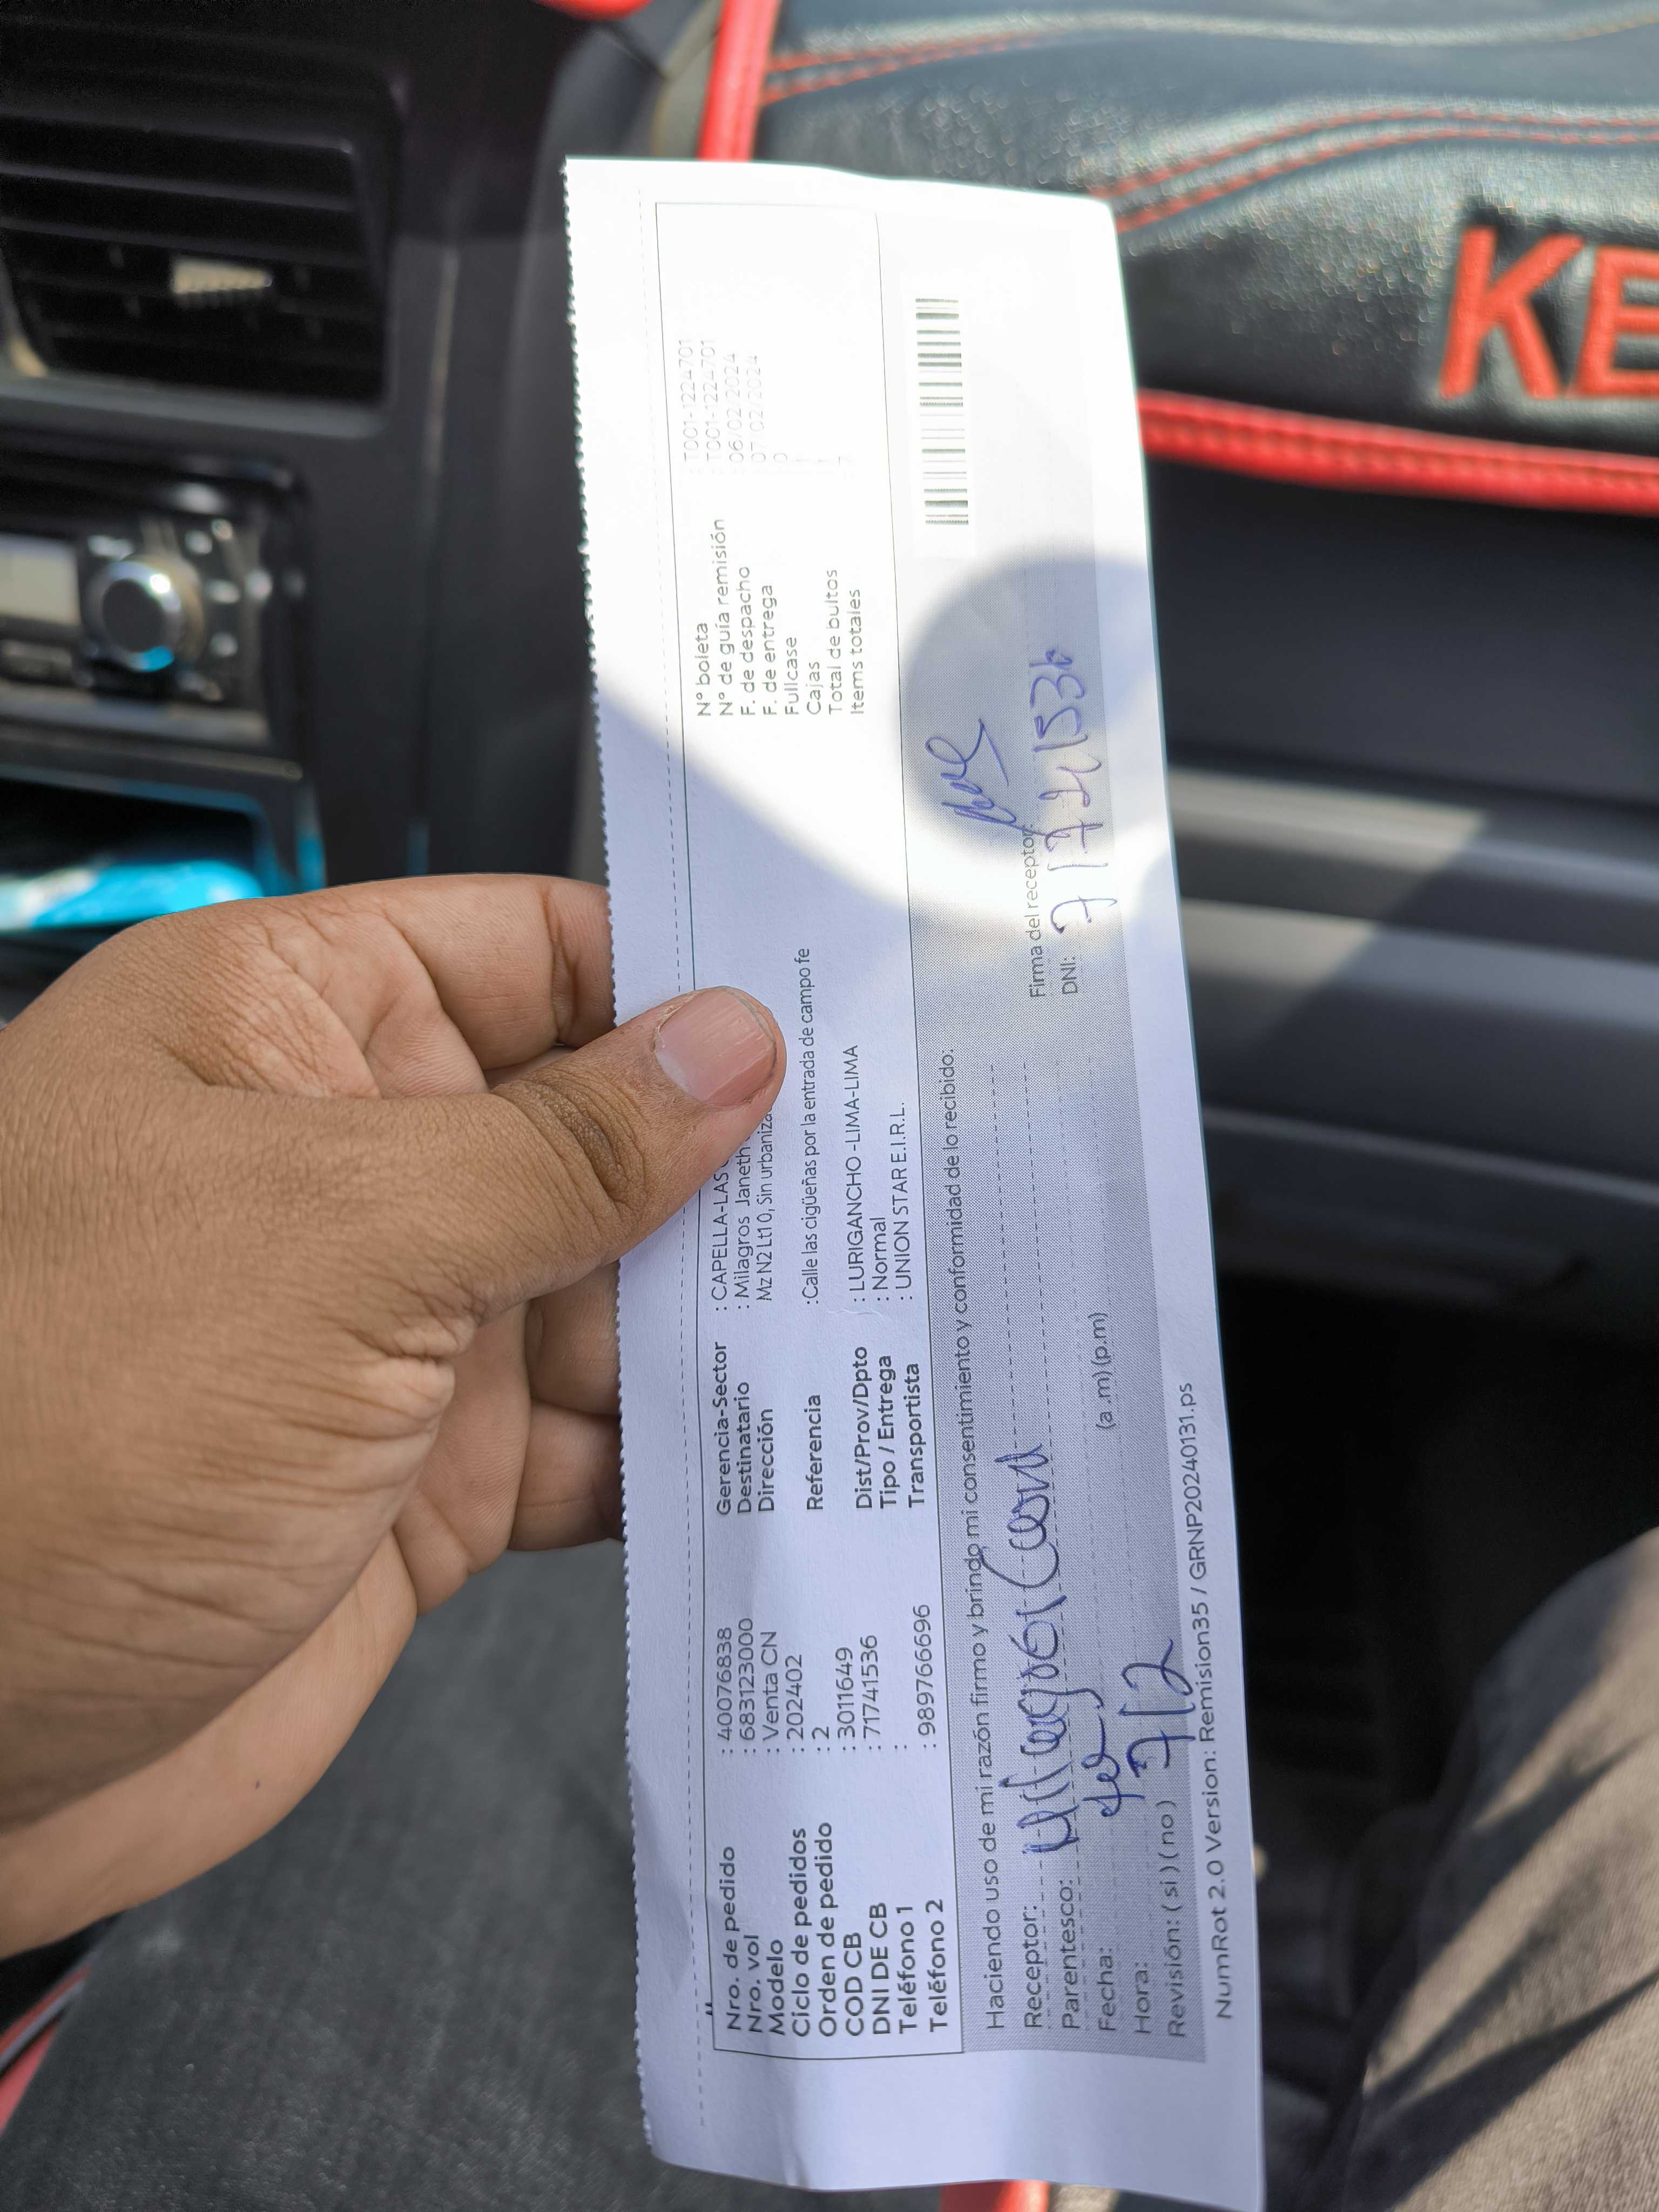 Nro. de pedido : 40076838
Nro. vol : 683123000
Modelo : Venta CN
Ciclo de pedidos : 202402
Orden de pedido : 2
COD CB : 3011649
DNI DE CB : 71741536
Teléfono 1 :
Teléfono 2 : 989766696
Gerencia-Sector : CAPELLA-LAS
Destinatario : Milagros Janeth
Dirección Mz N2 Lt10, Sin urbaniza
Referencia :Calle las cigüeñas por la entrada de campo fe
Dist/Prov/Dpto : LURIGANCHO -LIMA-LIMA
Tipo / Entrega : Normal
Transportista : UNION STAR E.I.R.L.
N° boleta : T001-1224701
N° de guía remisión : T001-1224701
F. de despacho : 06/02/2024
F. de entrega 07/02/2024
Fullcase 0
Cajas 1
Total de bultos 1
Items totales 7
Haciendo uso de mi razón firmo y brindo mi consentimiento y conformidad de lo recibido:
Receptor:
Parentesco:
Fecha: 7/2
Hora: (a .m) (p.m)
Revisión: ( si ) ( no )
Firma del receptor:
DNI: 71741536
NumRot 2.0 Version: Remision35 / GRNP20240131.ps
KE